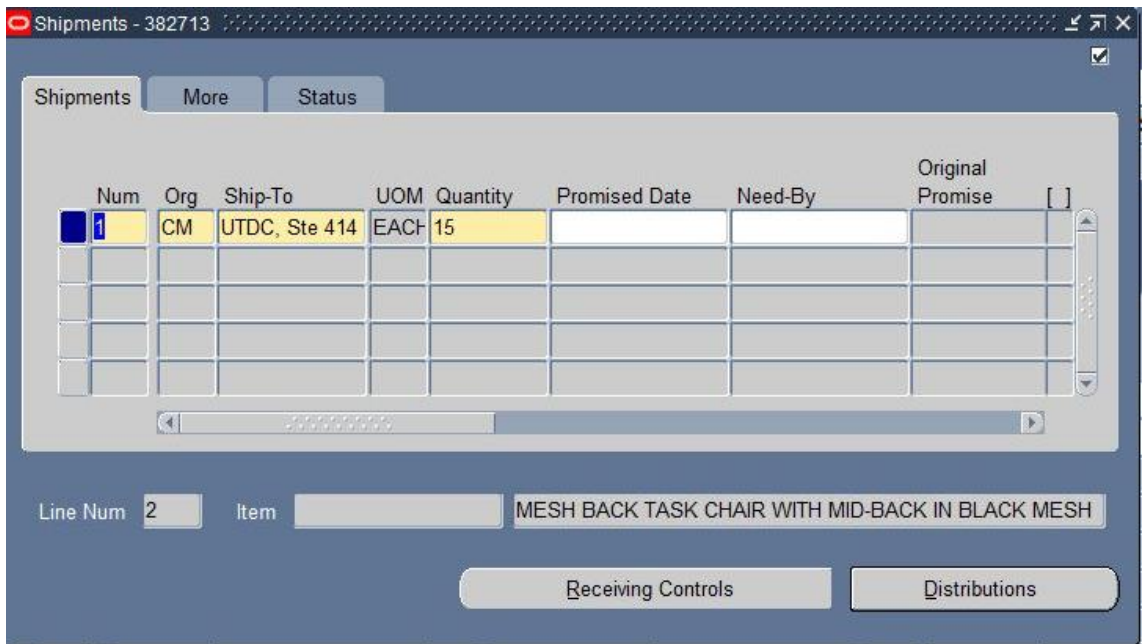 Shipments - 382713
Shipments More Status
Original
Num Org Ship-To UOM Quantity Promised Date Need-By Promise [ ]
1 CM UTDC, Ste 414 EACH 15
Line Num 2 Item MESH BACK TASK CHAIR WITH MID-BACK IN BLACK MESH
Receiving Controls Distributions